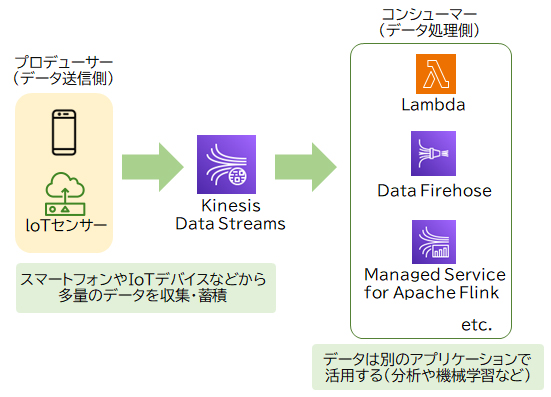 プロデューサー
(データ送信側)
IoTセンサー
スマートフォンやIoTデバイスなどから
多量のデータを収集・蓄積
Kinesis
Data Streams
コンシューマー
(データ処理側)
Lambda
Data Firehose
Managed Service
for Apache Flink
etc.
データは別のアプリケーションで
活用する(分析や機械学習など)